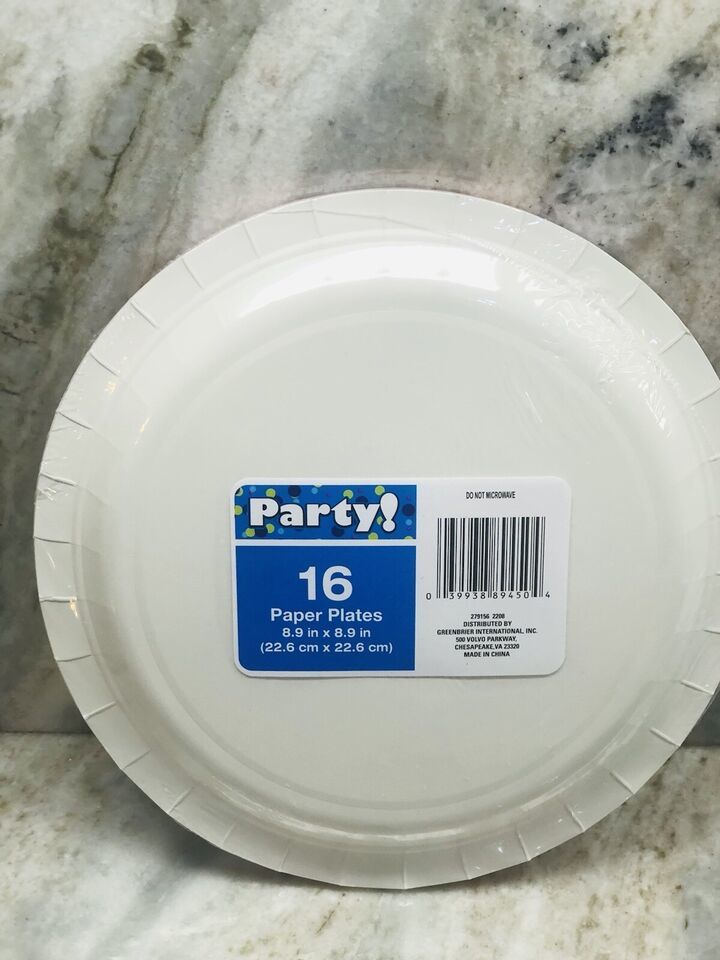 Party!
16
Paper Plates
8.9 in x 8.9 in
(22.6 cm x 22.6 cm)
DO NOT MICROWAVE
0 39938 89450 4
279156 2208
DISTRIBUTED BY
GREENBRIER INTERNATIONAL, INC.
500 VOLVO PARKWAY,
CHESAPEAKE, VA 23320
MADE IN CHINA